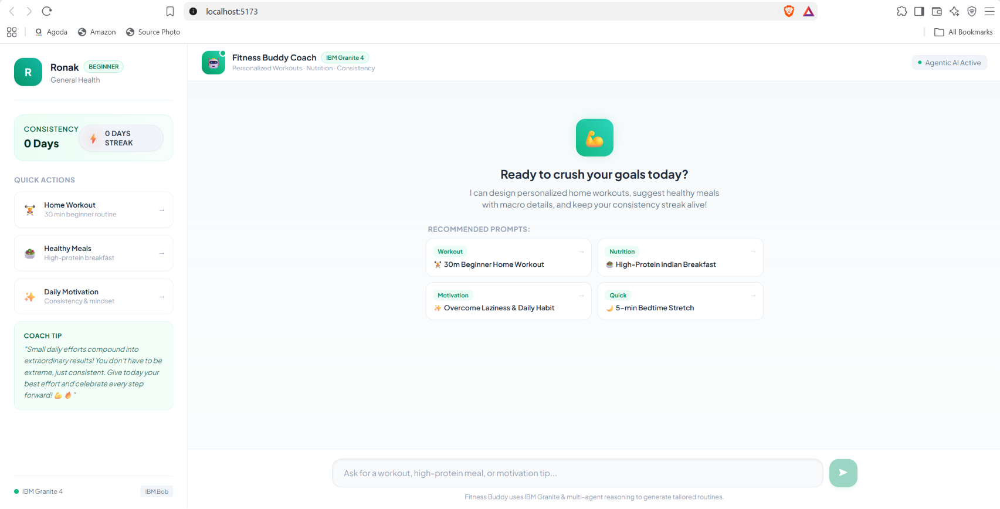 localhost:5173
Agoda
Amazon
Source Photo
All Bookmarks
R
Ronak
BEGINNER
General Health
CONSISTENCY
0 Days
0 DAYS
STREAK
QUICK ACTIONS
Home Workout
30 min beginner routine
→
Healthy Meals
High-protein breakfast
→
Daily Motivation
Consistency & mindset
→
COACH TIP
"Small daily efforts compound into
extraordinary results! You don't have to be
extreme, just consistent. Give today your
best effort and celebrate every step
forward! 💪 🔥 "
IBM Granite 4
IBM Bob
Fitness Buddy Coach
IBM Granite 4
Personalized Workouts · Nutrition · Consistency
Agentic AI Active
Ready to crush your goals today?
I can design personalized home workouts, suggest healthy meals
with macro details, and keep your consistency streak alive!
RECOMMENDED PROMPTS:
Workout
→
🏋️ 30m Beginner Home Workout
Nutrition
→
🥗 High-Protein Indian Breakfast
Motivation
→
✨ Overcome Laziness & Daily Habit
Quick
→
🌙 5-min Bedtime Stretch
Ask for a workout, high-protein meal, or motivation tip...
Fitness Buddy uses IBM Granite & multi-agent reasoning to generate tailored routines.